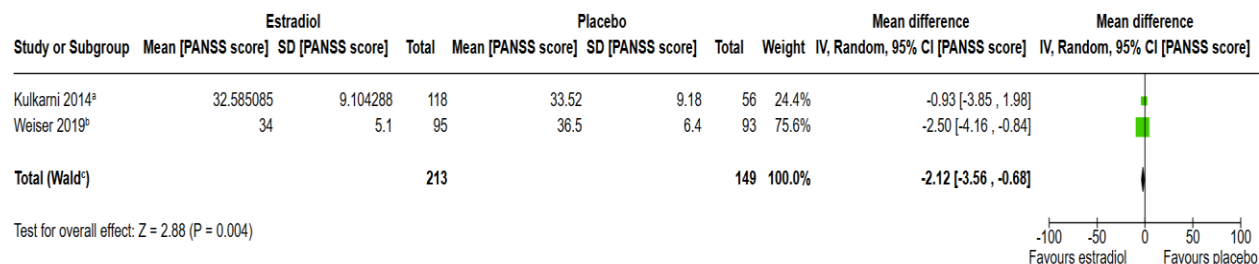 Estradiol Placebo Mean difference Mean difference
Study or Subgroup Mean [PANSS score] SD [PANSS score] Total Mean [PANSS score] SD [PANSS score] Total Weight IV, Random, 95% CI [PANSS score] IV, Random, 95% CI [PANSS score]
Kulkarni 2014ᵃ 32.585085 9.104288 118 33.52 9.18 56 24.4% -0.93 [-3.85 , 1.98]
Weiser 2019ᵇ 34 5.1 95 36.5 6.4 93 75.6% -2.50 [-4.16 , -0.84]
Total (Waldᶜ) 213 149 100.0% -2.12 [-3.56 , -0.68]
Test for overall effect: Z = 2.88 (P = 0.004)
-100 -50 0 50 100
Favours estradiol Favours placebo